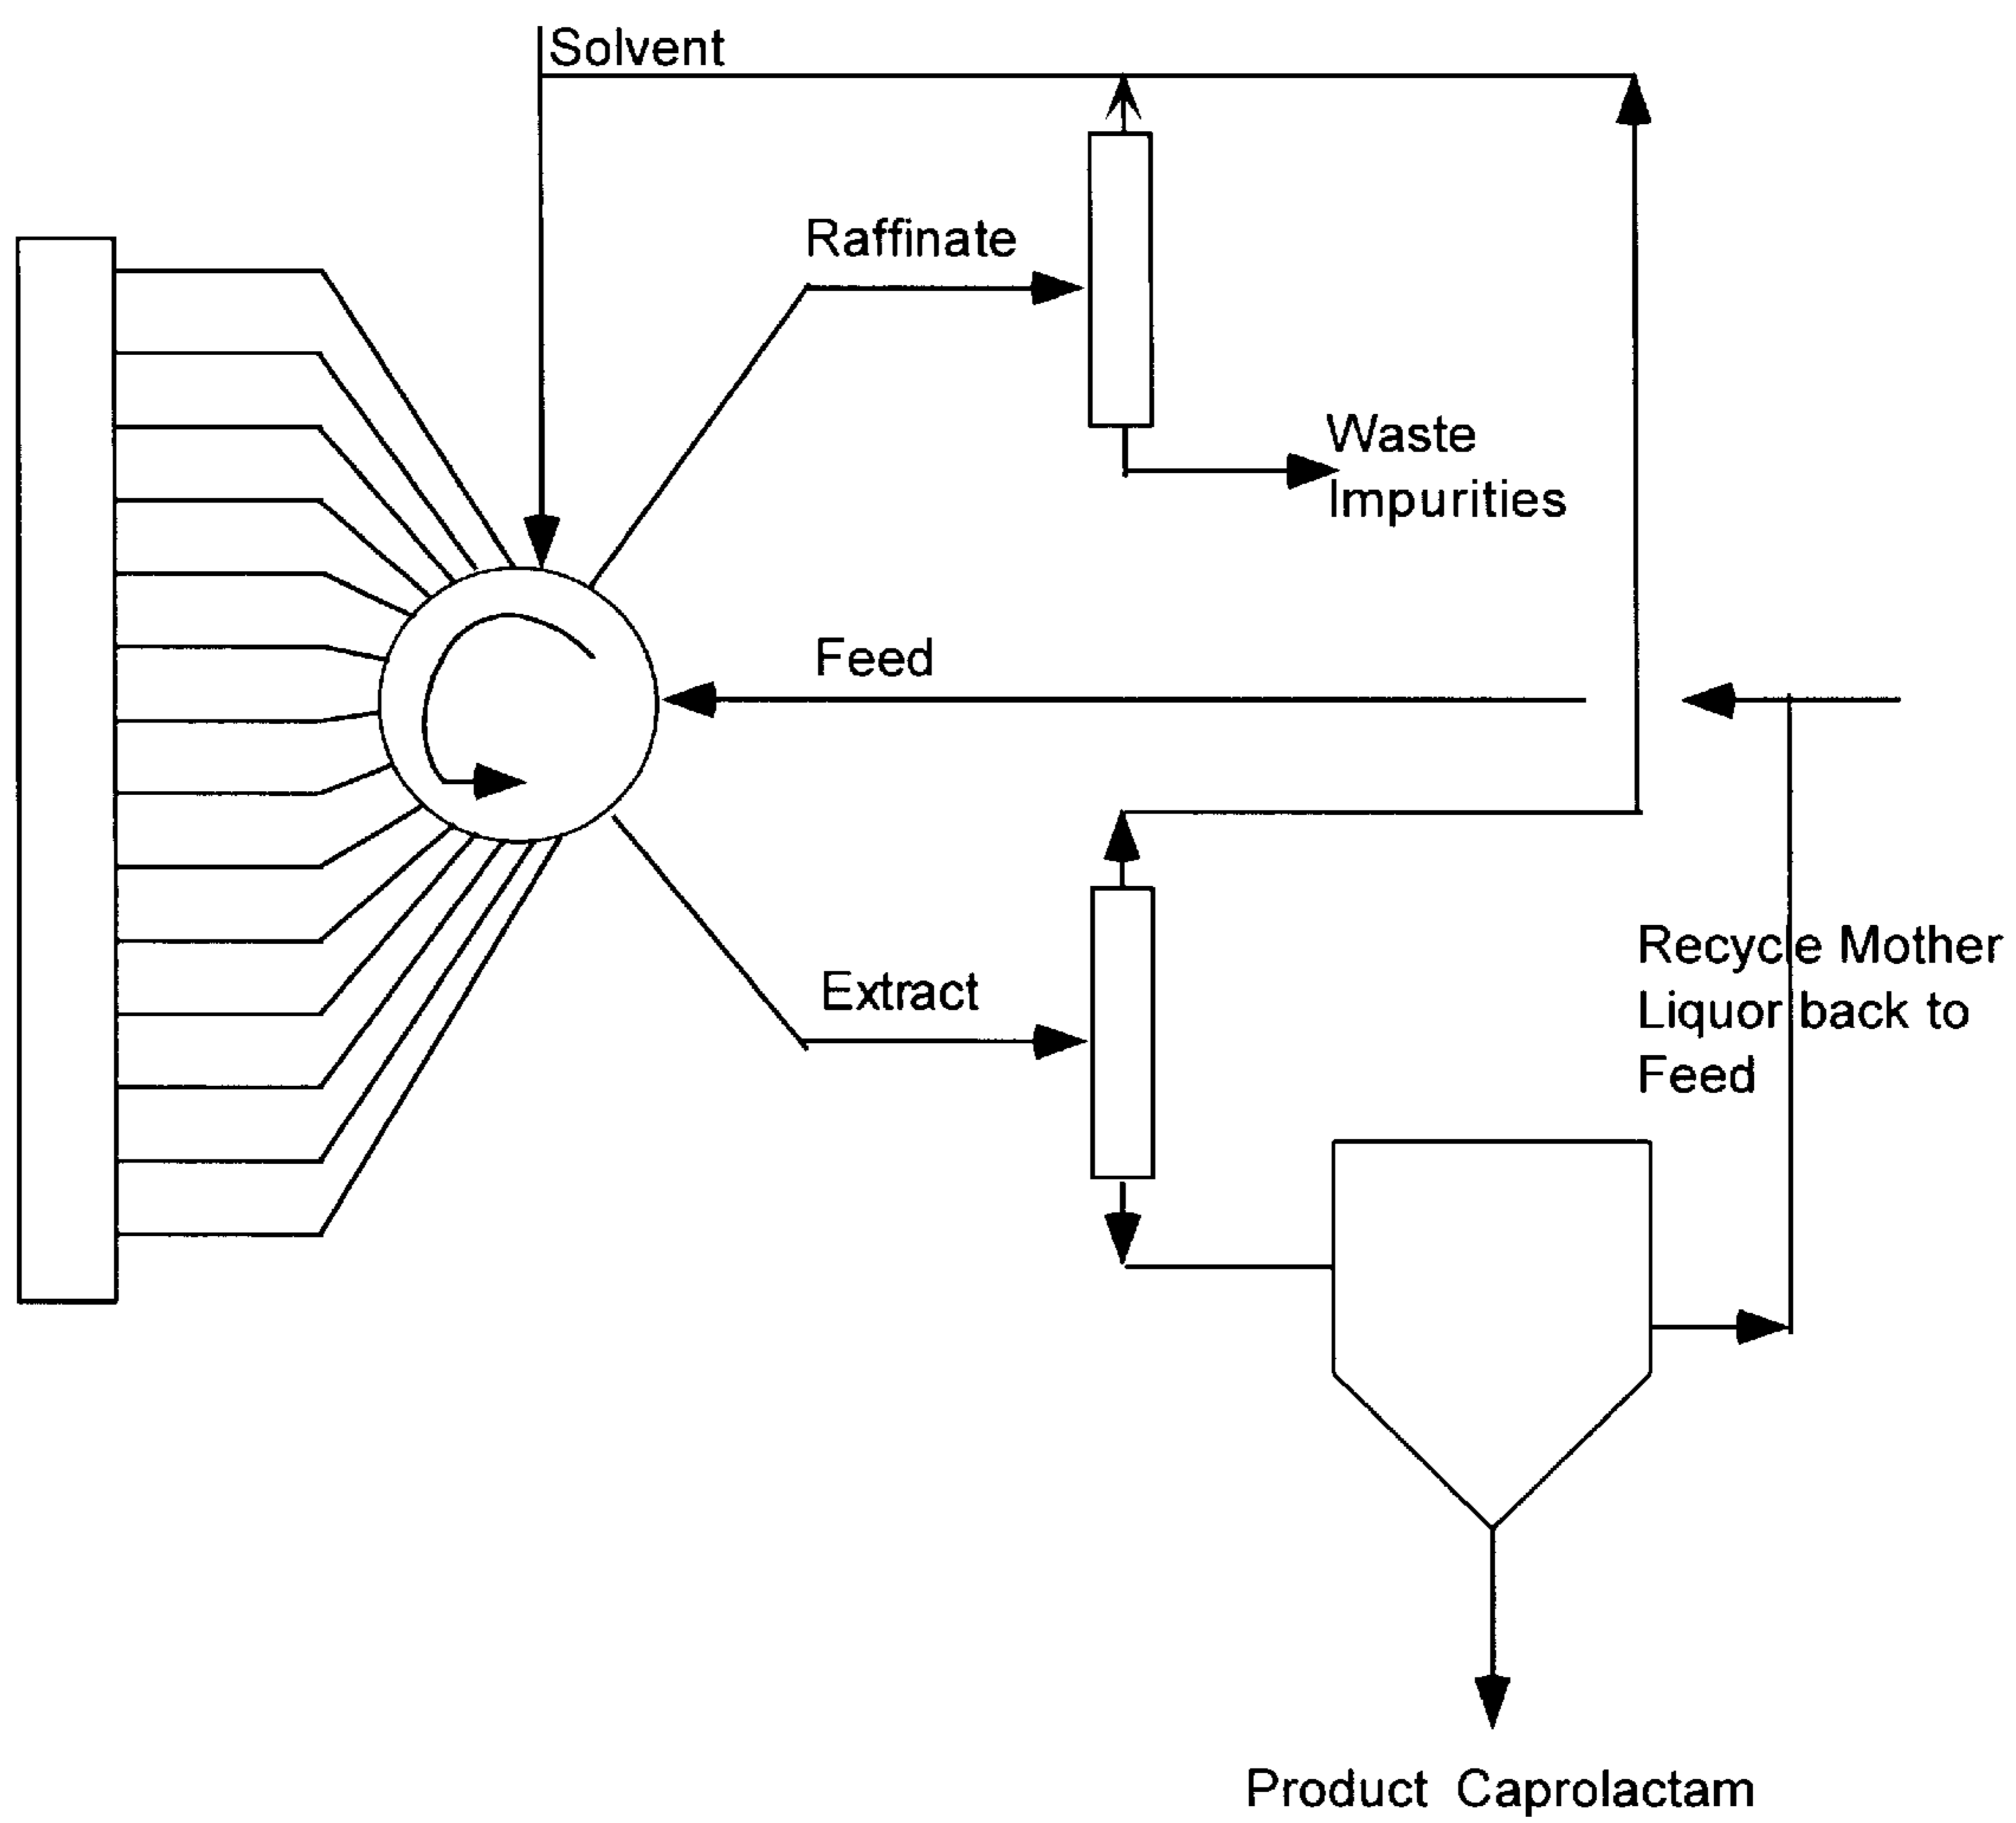 Solvent
Raffinate
Waste
Impurities
Feed
Recycle Mother
Liquor back to
Feed
Extract
Product Caprolactam